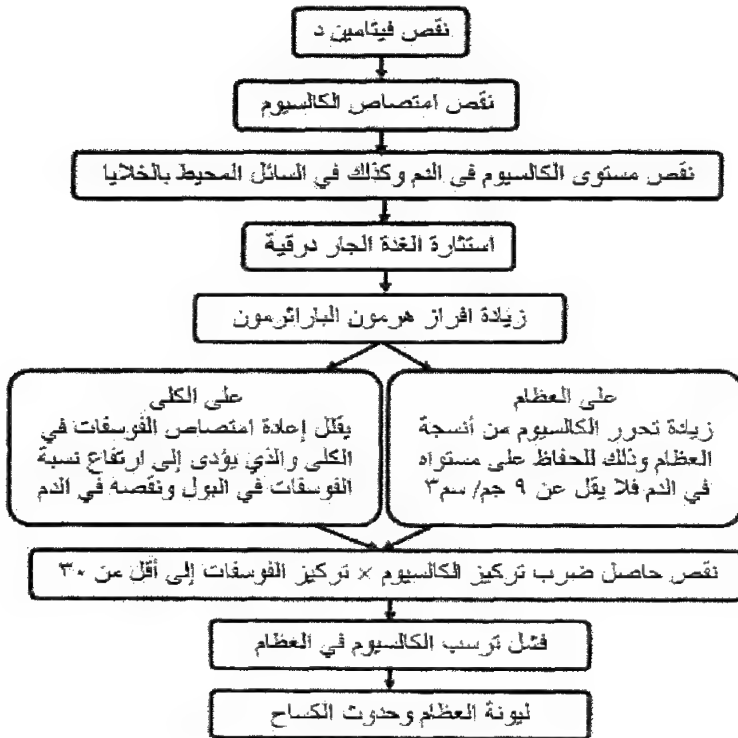 نقص فيتامين د
نقص امتصاص الكالسيوم
نقص مستوى الكالسيوم فى الدم وكذلك في السائل المحيط بالخلايا
استثارة الغدة الجار درقية
زيادة افراز هرمون الباراثرمون
على العظام
زيادة تحرر الكالسيوم من أنسجة
العظام وذلك للحفاظ على مستواه
في الدم فلا يقل عن ٩ جم/ سم٣
على الكلى
يقلل إعادة امتصاص الفوسفات في
الكلى والذي يؤدى إلى ارتفاع نسبة
الفوسفات في البول ونقصه في الدم
نقص حاصل ضرب تركيز الكالسيوم × تركيز الفوسفات إلى أقل من ٣٠
فشل ترسب الكالسيوم في العظام
ليونة العظام وحدوث الكساح